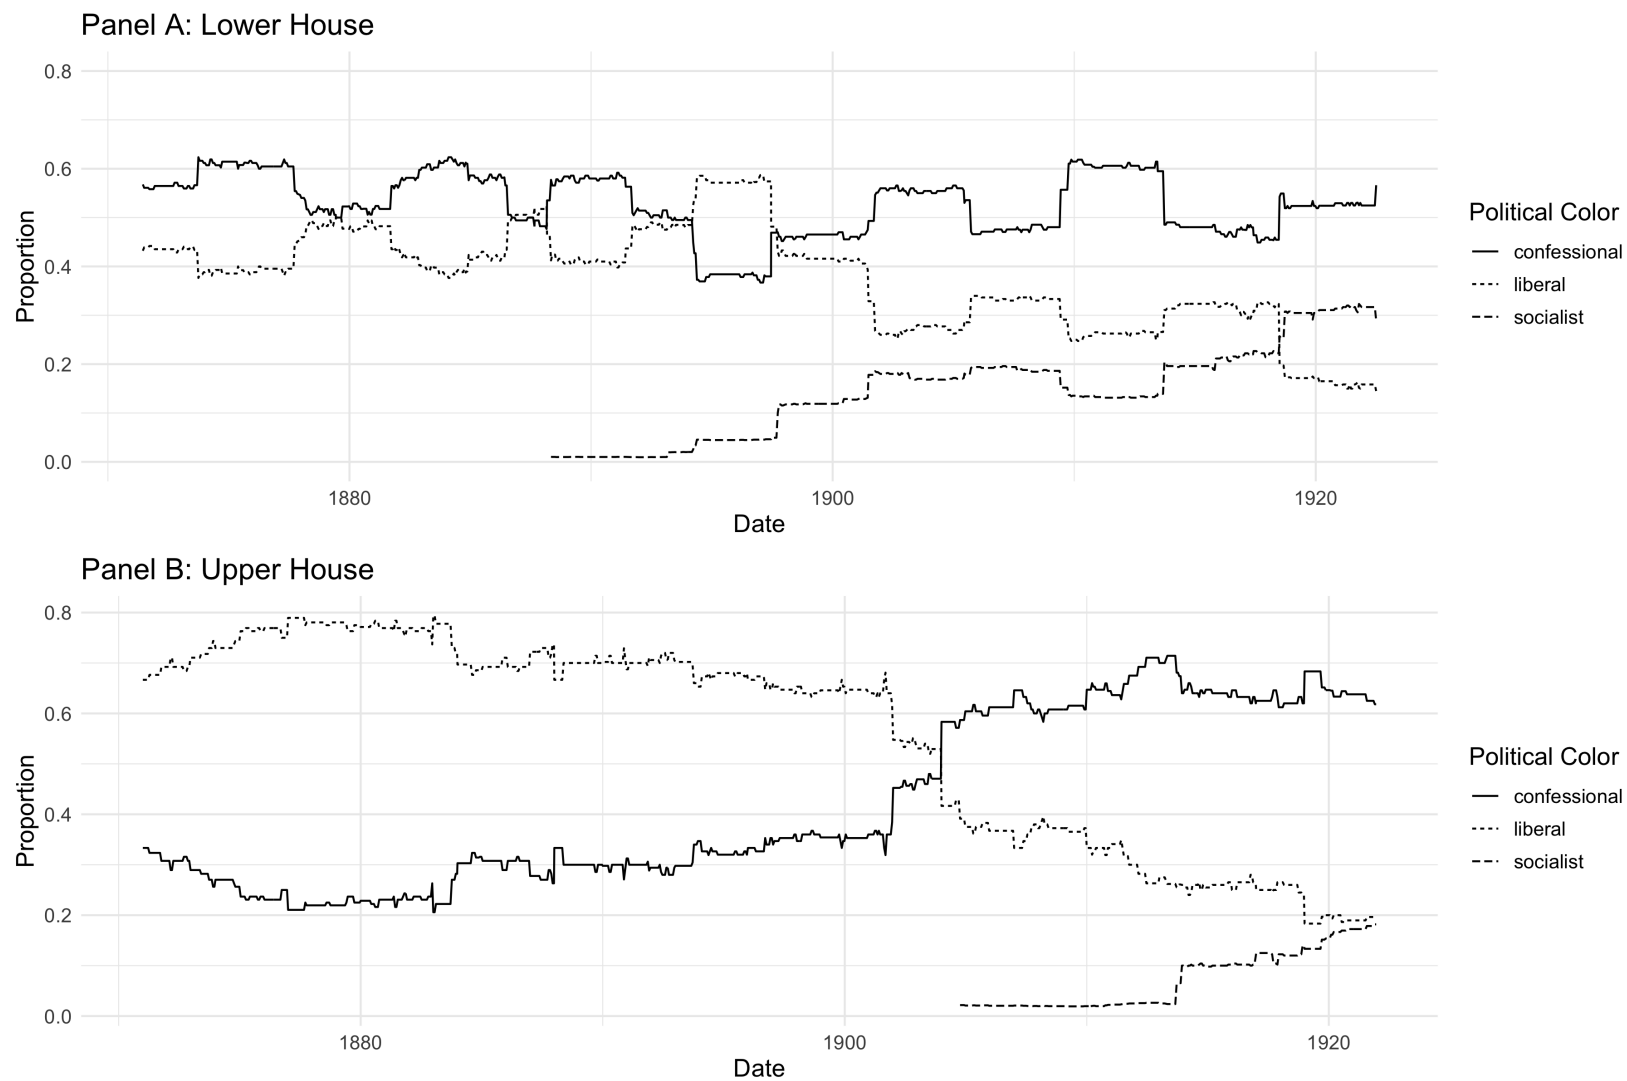 Panel A: Lower House
0.8
0.6
0.4
0.2
0.0
Proportion
1880
1900
1920
Date
Political Color
confessional
liberal
socialist
Panel B: Upper House
0.8
0.6
0.4
0.2
0.0
Proportion
1880
1900
1920
Date
Political Color
confessional
liberal
socialist